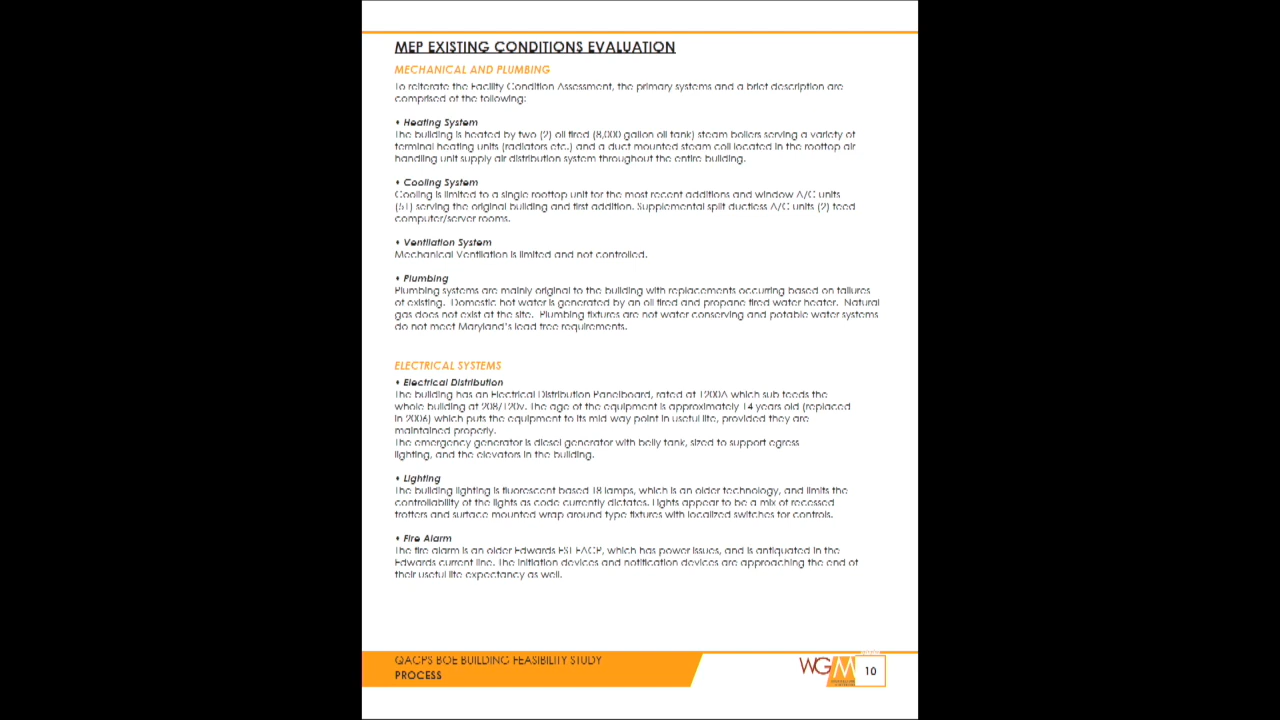 MEP EXISTING CONDITIONS EVALUATION
MECHANICAL AND PLUMBING
To reiterate the Facility Condition Assessment, the primary systems and a brief description are
comprised of the following:
• Heating System
The building is heated by two (2) oil fired (8,000 gallon oil tank) steam boilers serving a variety of
terminal heating units (radiators etc.) and a duct mounted steam coil located in the rooftop air
handling unit supply air distribution system throughout the entire building.
• Cooling System
Cooling is limited to a single rooftop unit for the most recent additions and window A/C units
(51) serving the original building and first addition. Supplemental split ductless A/C units (2) feed
computer/server rooms.
• Ventilation System
Mechanical Ventilation is limited and not controlled.
• Plumbing
Plumbing systems are mainly original to the building with replacements occurring based on failures
of existing. Domestic hot water is generated by an oil fired and propane fired water heater. Natural
gas does not exist at the site. Plumbing fixtures are not water conserving and potable water systems
do not meet Maryland's lead free requirements.
ELECTRICAL SYSTEMS
• Electrical Distribution
The building has an Electrical Distribution Panelboard, rated at 1200A which sub feeds the
whole building at 208/120v. The age of the equipment is approximately 14 years old (replaced
in 2006) which puts the equipment to its mid way point in useful life, provided they are
maintained properly.
The emergency generator is diesel generator with belly tank, sized to support egress
lighting, and the elevators in the building.
• Lighting
The building lighting is fluorescent based T8 lamps, which is an older technology, and limits the
controllability of the lights as code currently dictates. Lights appear to be a mix of recessed
troffers and surface mounted wrap around type fixtures with localized switches for controls.
• Fire Alarm
The fire alarm is an older Edwards EST FACP, which has power issues, and is antiquated in the
Edwards current line. The initiation devices and notification devices are approaching the end of
their useful life expectancy as well.
QACPS BOE BUILDING FEASIBILITY STUDY
PROCESS
WGM
10